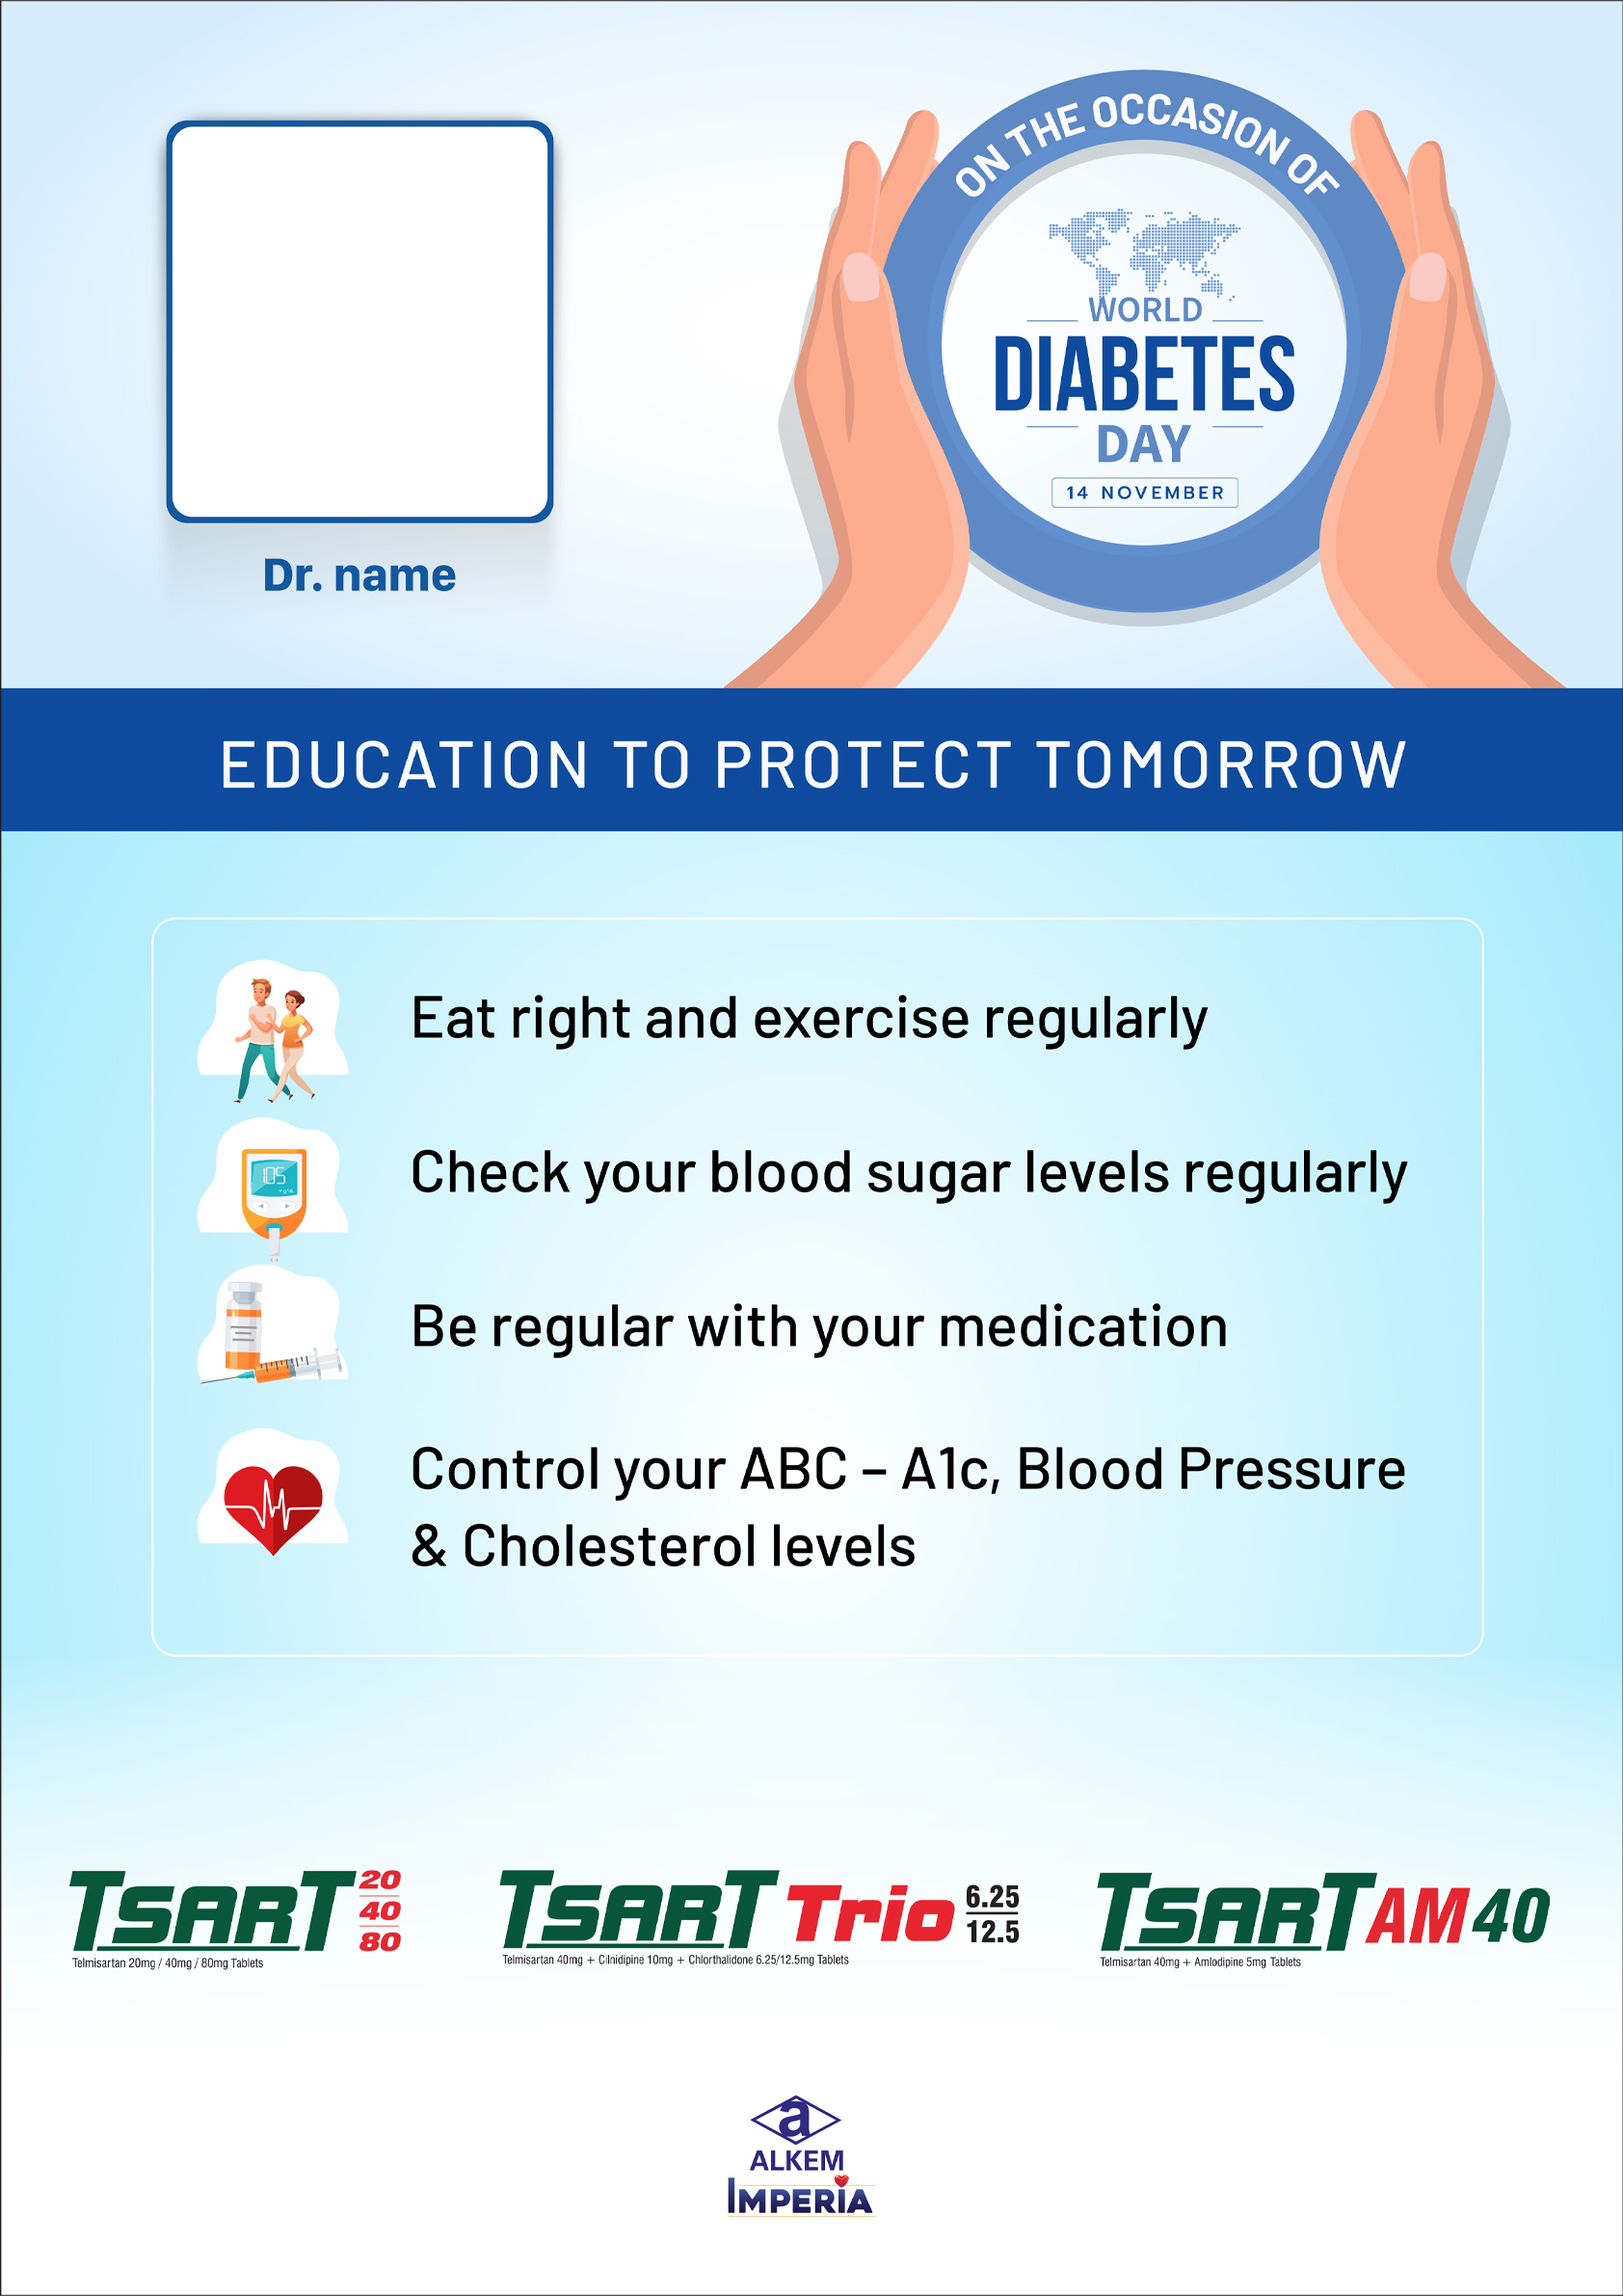 ON THE OCCASION OF
WORLD
DIABETES
DAY
14 NOVEMBER
Dr. name
EDUCATION TO PROTECT TOMORROW
Eat right and exercise regularly
105
mg/dL
Check your blood sugar levels regularly
Be regular with your medication
Control your ABC – A1c, Blood Pressure
& Cholesterol levels
TSART 20 40 80
Telmisartan 20mg / 40mg / 80mg Tablets
TSART Trio 6.25 12.5
Telmisartan 40mg + Cilnidipine 10mg + Chlorthalidone 6.25/12.5mg Tablets
TSART AM 40
Telmisartan 40mg + Amlodipine 5mg Tablets
a
ALKEM
IMPERIA